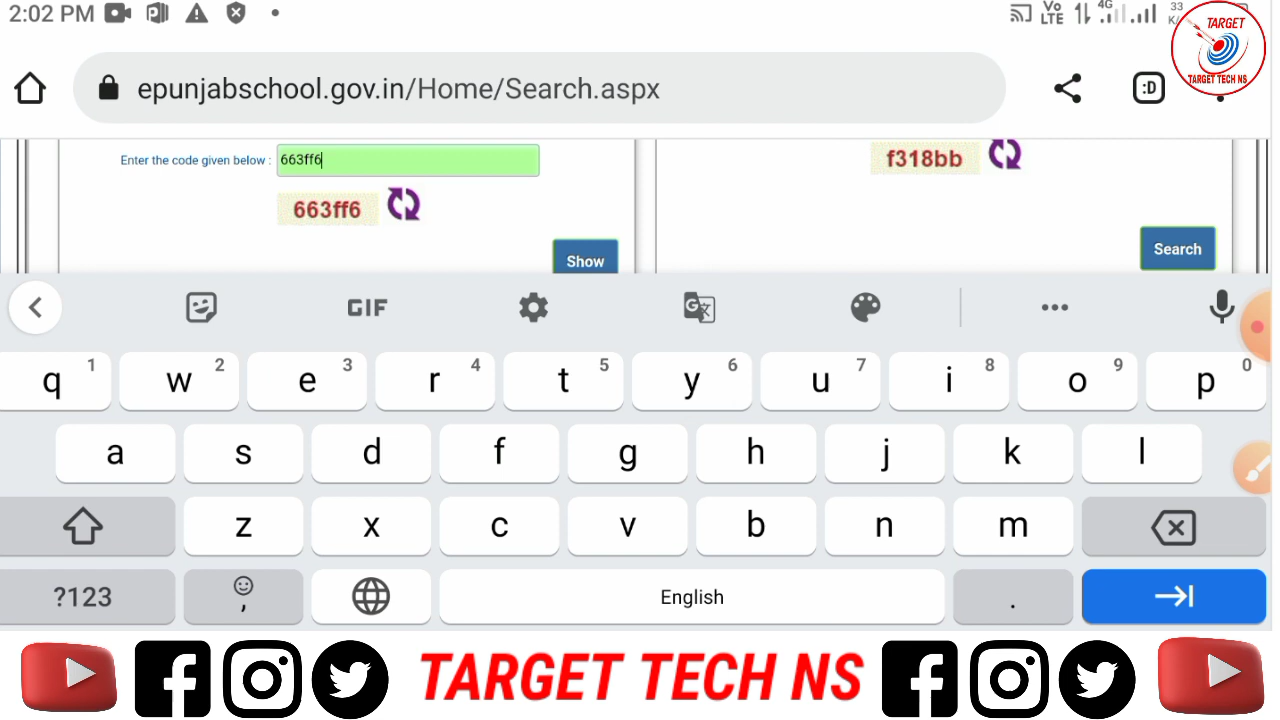 2:02 PM
Vo LTE 4G 33 K/
TARGET
TARGET TECH NS
epunjabschool.gov.in/Home/Search.aspx
:D
Enter the code given below : 663ff6
f318bb
663ff6
Show
Search
GIF
G
q 1 w 2 e 3 r 4 t 5 y 6 u 7 i 8 o 9 p 0
a s d f g h j k l
z x c v b n m
?123 , English .
TARGET TECH NS